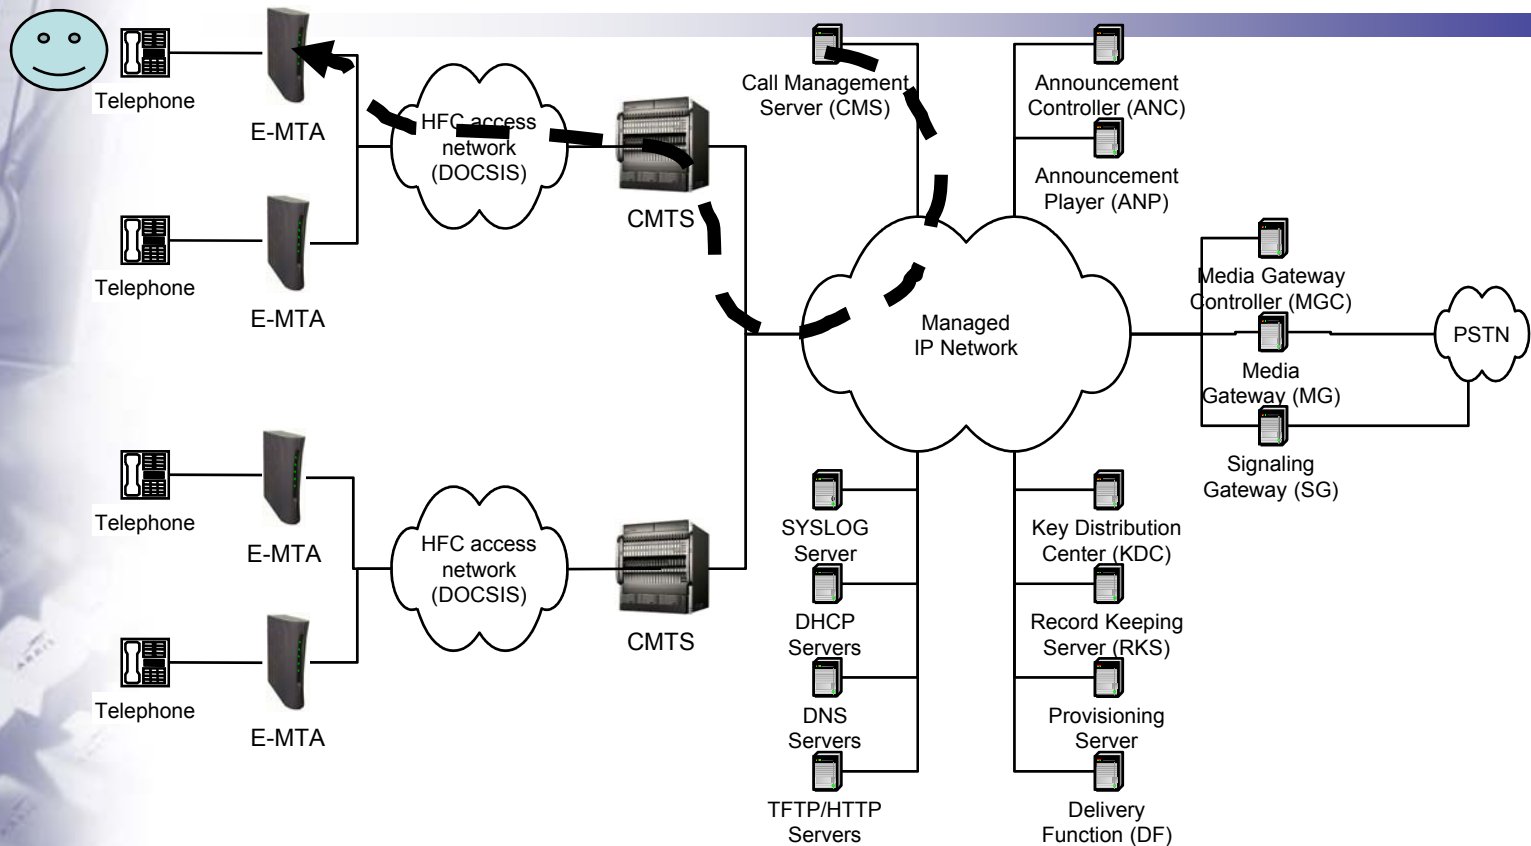 Telephone
E-MTA
HFC access
network
(DOCSIS)
CMTS
Telephone
E-MTA
Call Management
Server (CMS)
Announcement
Controller (ANC)
Announcement
Player (ANP)
Media Gateway
Controller (MGC)
Managed
IP Network
Media
Gateway (MG)
PSTN
Signaling
Gateway (SG)
Telephone
E-MTA
HFC access
network
(DOCSIS)
CMTS
Telephone
E-MTA
SYSLOG
Server
DHCP
Servers
DNS
Servers
TFTP/HTTP
Servers
Key Distribution
Center (KDC)
Record Keeping
Server (RKS)
Provisioning
Server
Delivery
Function (DF)